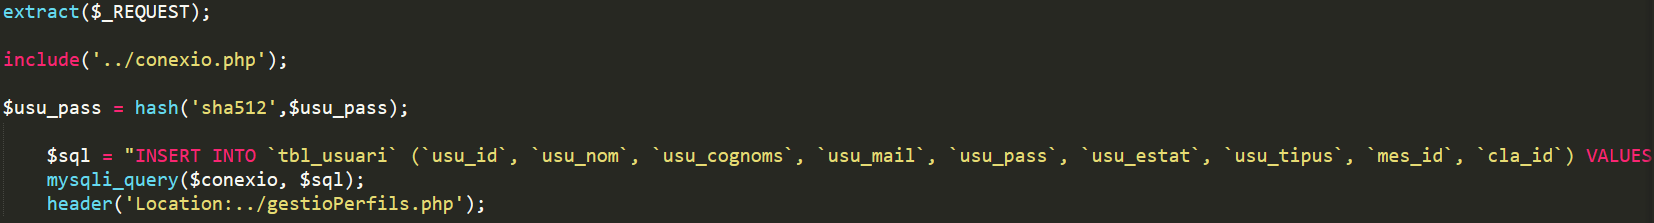 extract($_REQUEST);
include('../conexio.php');
$usu_pass = hash('sha512',$usu_pass);
$sql = "INSERT INTO `tbl_usuari` (`usu_id`, `usu_nom`, `usu_cognoms`, `usu_mail`, `usu_pass`, `usu_estat`, `usu_tipus`, `mes_id`, `cla_id`) VALUES
mysqli_query($conexio, $sql);
header('Location:../gestioPerfils.php');